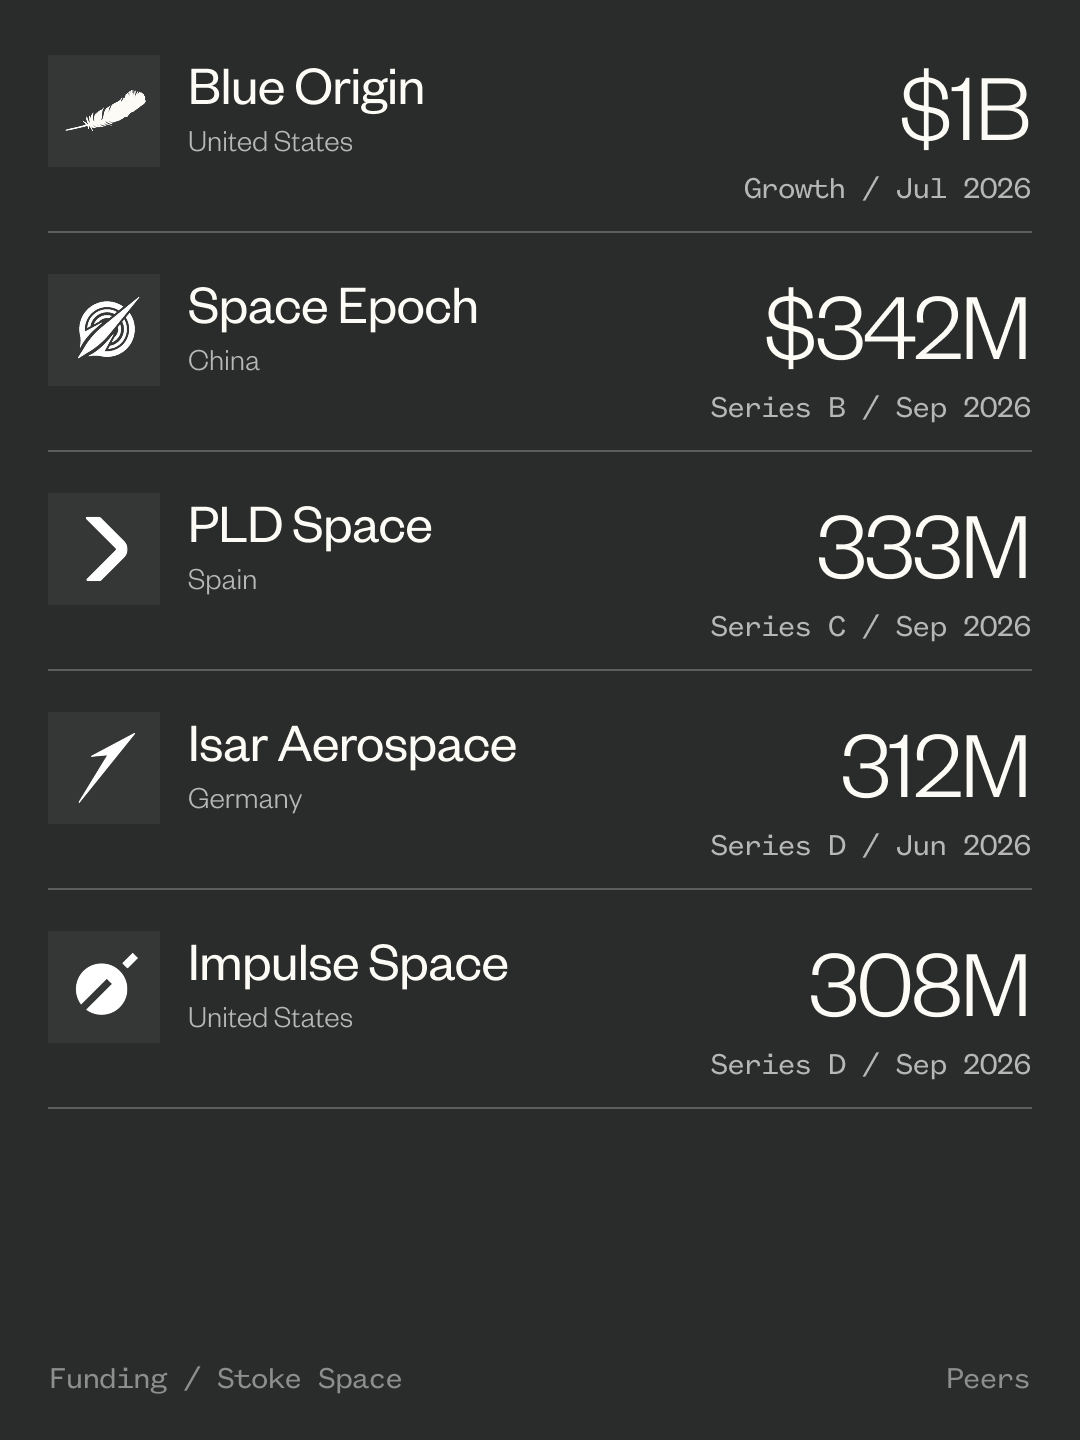 Blue Origin
United States
$1B
Growth / Jul 2026
Space Epoch
China
$342M
Series B / Sep 2026
PLD Space
Spain
333M
Series C / Sep 2026
Isar Aerospace
Germany
312M
Series D / Jun 2026
Impulse Space
United States
308M
Series D / Sep 2026
Funding / Stoke Space
Peers